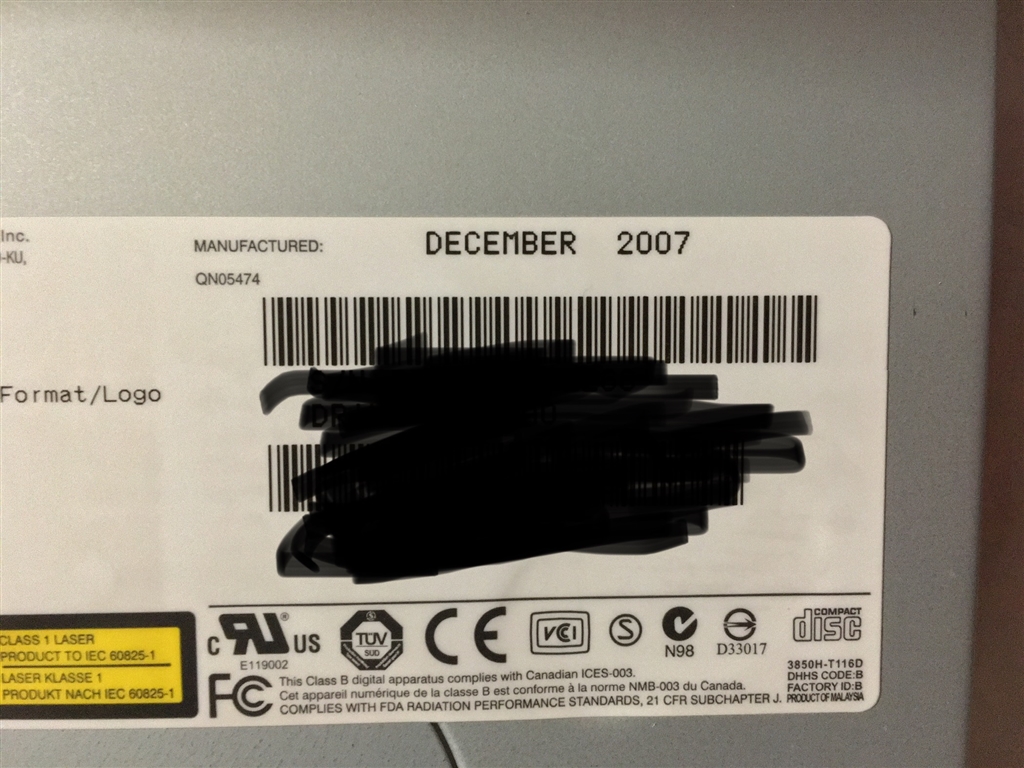 Inc.
-KU,
MANUFACTURED: DECEMBER 2007
QN05474
Format/Logo
CLASS 1 LASER
PRODUCT TO IEC 60825-1
LASER KLASSE 1
PRODUKT NACH IEC 60825-1
c RU ® US
E119002
TÜV
SÜD
CE
VCI
S
N98
D33017
COMPACT
disc
FC
This Class B digital apparatus complies with Canadian ICES-003.
Cet appareil numérique de la classe B est conforme à la norme NMB-003 du Canada.
COMPLIES WITH FDA RADIATION PERFORMANCE STANDARDS, 21 CFR SUBCHAPTER J.
3850H-T116D
DHHS CODE:B
FACTORY ID:B
PRODUCT OF MALAYSIA